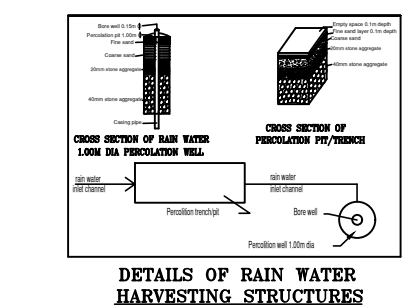 Bore well 0.15m ϕ
Percolation pit 1.00m ϕ
Fine sand
Coarse sand
20mm stone aggregate
40mm stone aggregate
Casing pipe
CROSS SECTION OF RAIN WATER
1.00M DIA PERCOLATION WELL
Empty space 0.1m depth
Fine sand layer 0.1m depth
Coarse sand
20mm stone aggregate
40mm stone aggregate
CROSS SECTION OF
PERCOLATION PIT/TRENCH
rain water
inlet channel
Percolition trench/pit
rain water
inlet channel
Bore well
Percolition well 1.00m dia
DETAILS OF RAIN WATER
HARVESTING STRUCTURES